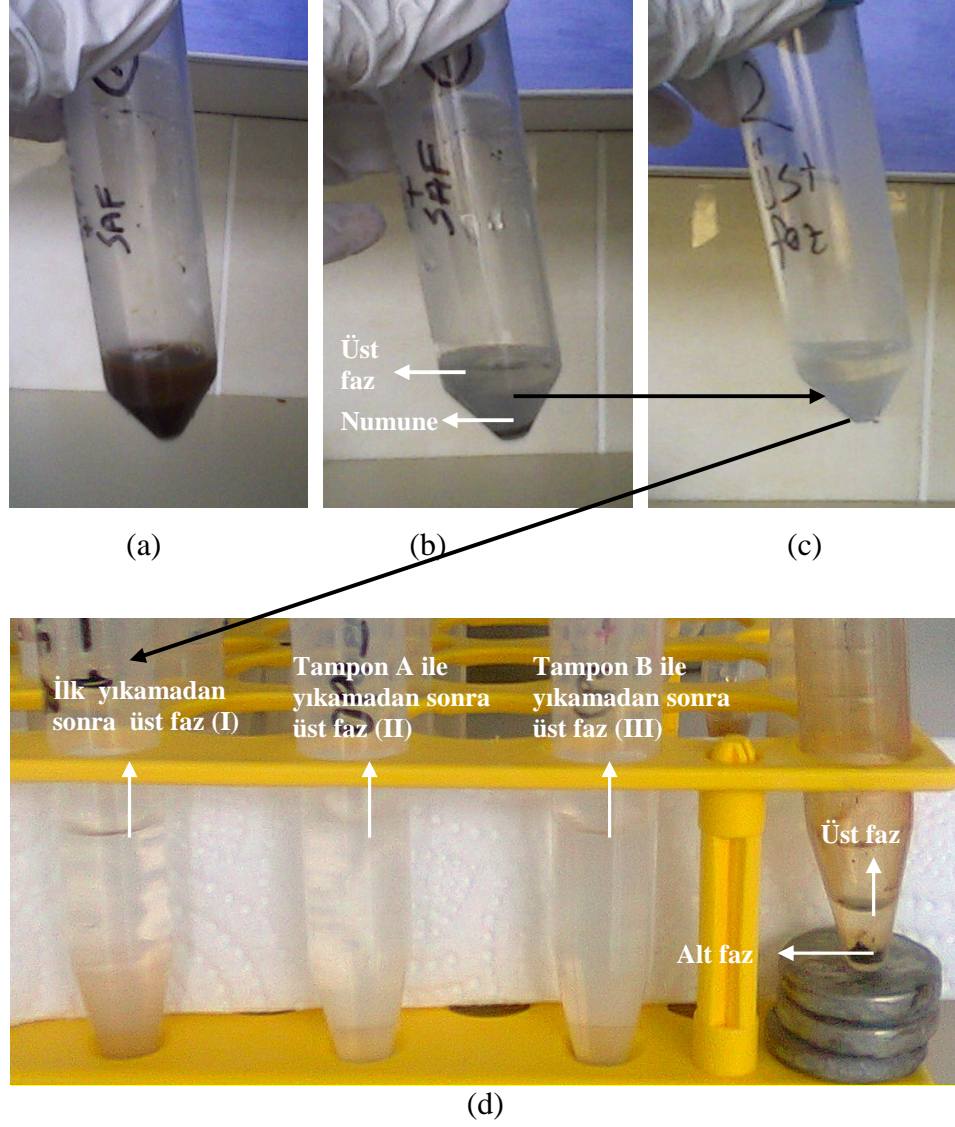 SAF
+
SAF
Üst
faz
Numune
2
üst
faz
(a)
(b)
(c)
İlk yıkamadan
sonra üst faz (I)
Tampon A ile
yıkamadan sonra
üst faz (II)
Tampon B ile
yıkamadan sonra
üst faz (III)
Üst faz
Alt faz
(d)